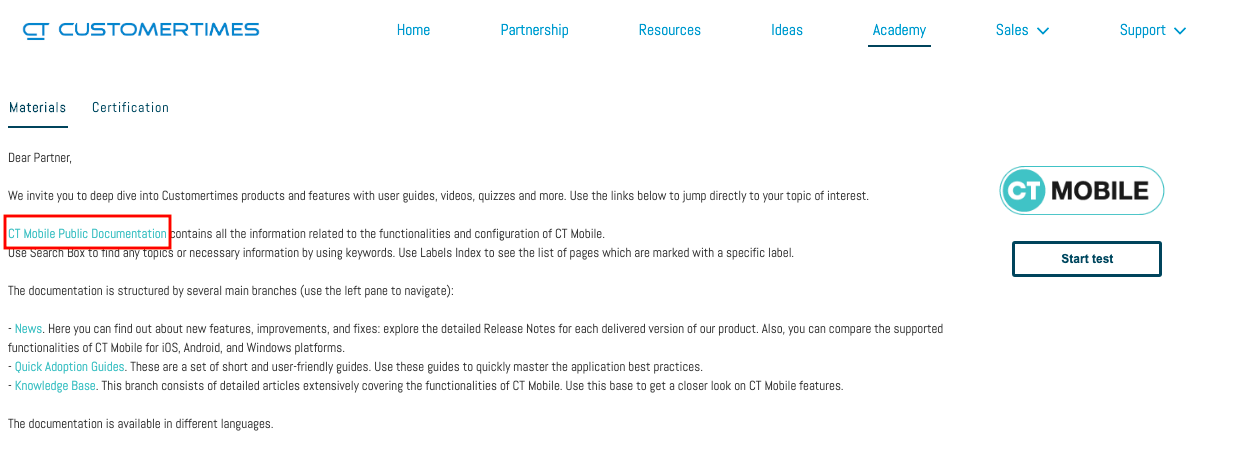 CT CUSTOMERTIMES
Home
Partnership
Resources
Ideas
Academy
Sales
Support
Materials
Certification
Dear Partner,
We invite you to deep dive into Customertimes products and features with user guides, videos, quizzes and more. Use the links below to jump directly to your topic of interest.
CT Mobile Public Documentation contains all the information related to the functionalities and configuration of CT Mobile.
Use Search Box to find any topics or necessary information by using keywords. Use Labels Index to see the list of pages which are marked with a specific label.
The documentation is structured by several main branches (use the left pane to navigate):
- News. Here you can find out about new features, improvements, and fixes: explore the detailed Release Notes for each delivered version of our product. Also, you can compare the supported
functionalities of CT Mobile for iOS, Android, and Windows platforms.
- Quick Adoption Guides. These are a set of short and user-friendly guides. Use these guides to quickly master the application best practices.
- Knowledge Base. This branch consists of detailed articles extensively covering the functionalities of CT Mobile. Use this base to get a closer look on CT Mobile features.
The documentation is available in different languages.
CT MOBILE
Start test